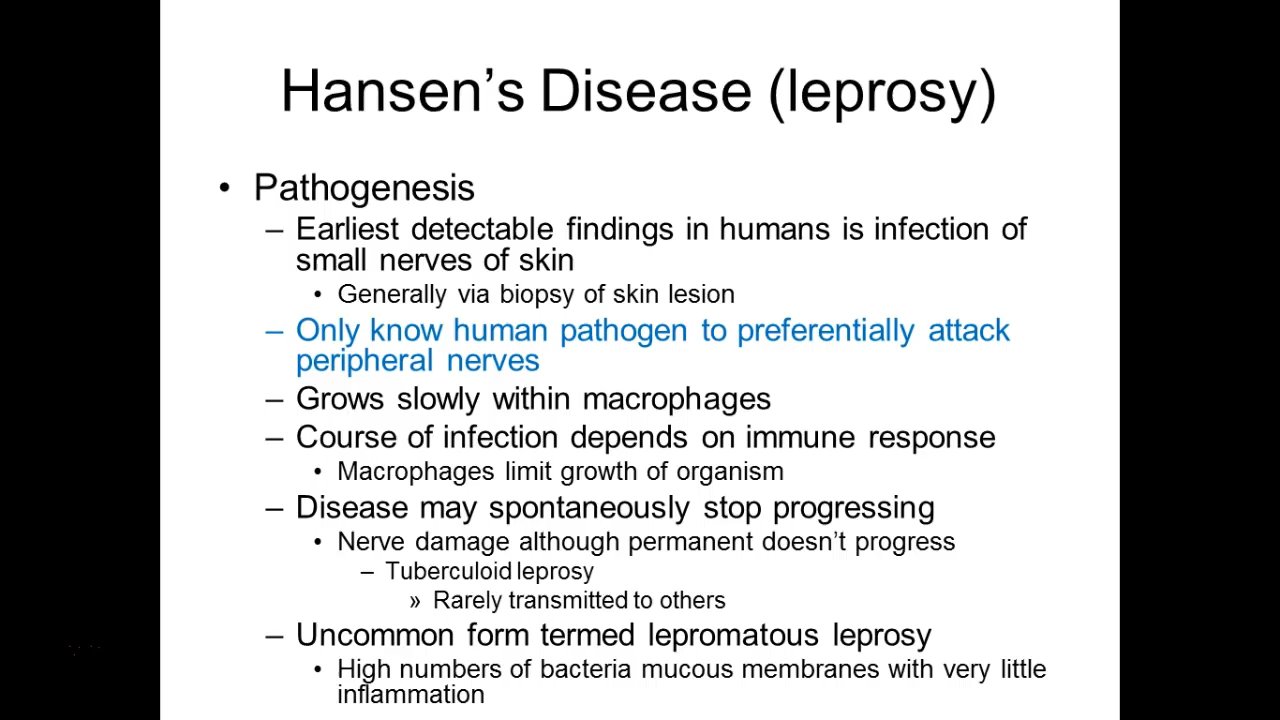 Hansen’s Disease (leprosy)
• Pathogenesis
– Earliest detectable findings in humans is infection of
small nerves of skin
• Generally via biopsy of skin lesion
– Only know human pathogen to preferentially attack
peripheral nerves
– Grows slowly within macrophages
– Course of infection depends on immune response
• Macrophages limit growth of organism
– Disease may spontaneously stop progressing
• Nerve damage although permanent doesn’t progress
– Tuberculoid leprosy
» Rarely transmitted to others
– Uncommon form termed lepromatous leprosy
• High numbers of bacteria mucous membranes with very little
inflammation